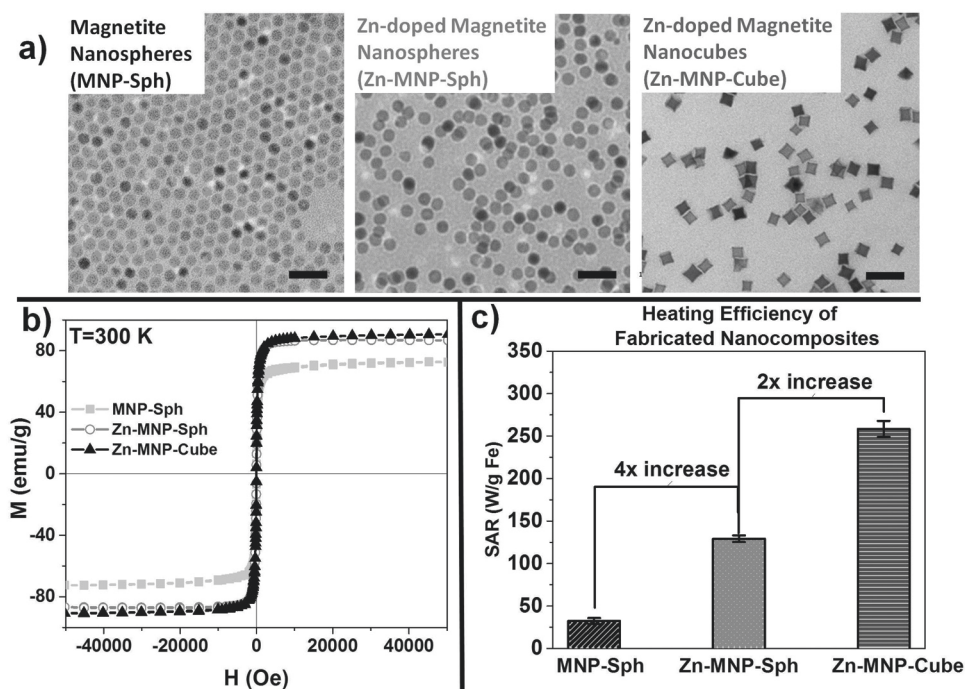 a)
Magnetite
Nanospheres
(MNP-Sph)
Zn-doped Magnetite
Nanospheres
(Zn-MNP-Sph)
Zn-doped Magnetite
Nanocubes
(Zn-MNP-Cube)
b)
T=300 K
MNP-Sph
Zn-MNP-Sph
Zn-MNP-Cube
M (emu/g)
80
40
0
-40
-80
-40000 -20000 0 20000 40000
H (Oe)
c)
Heating Efficiency of
Fabricated Nanocomposites
SAR (W/g Fe)
350
300
250
200
150
100
50
0
4x increase
2x increase
MNP-Sph Zn-MNP-Sph Zn-MNP-Cube